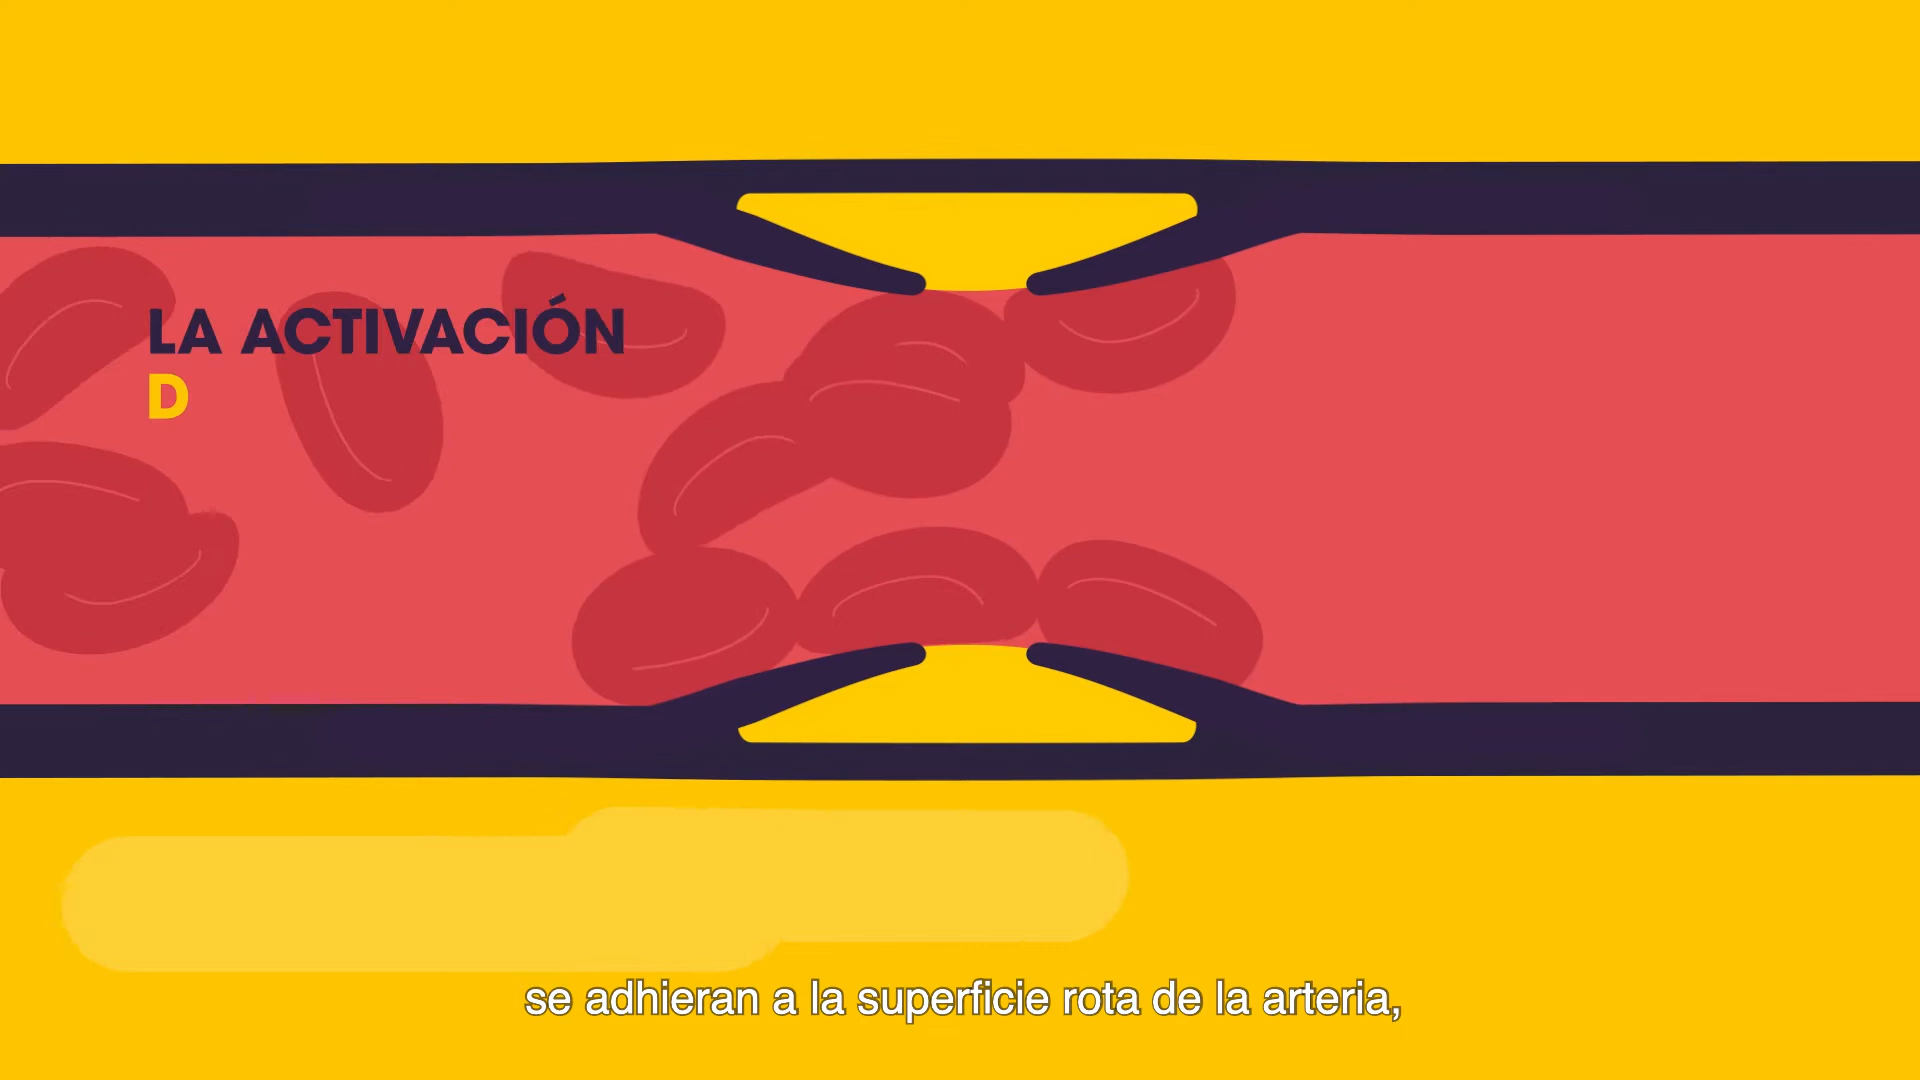 LA ACTIVACIÓN
D
se adhieran a la superficie rota de la arteria,